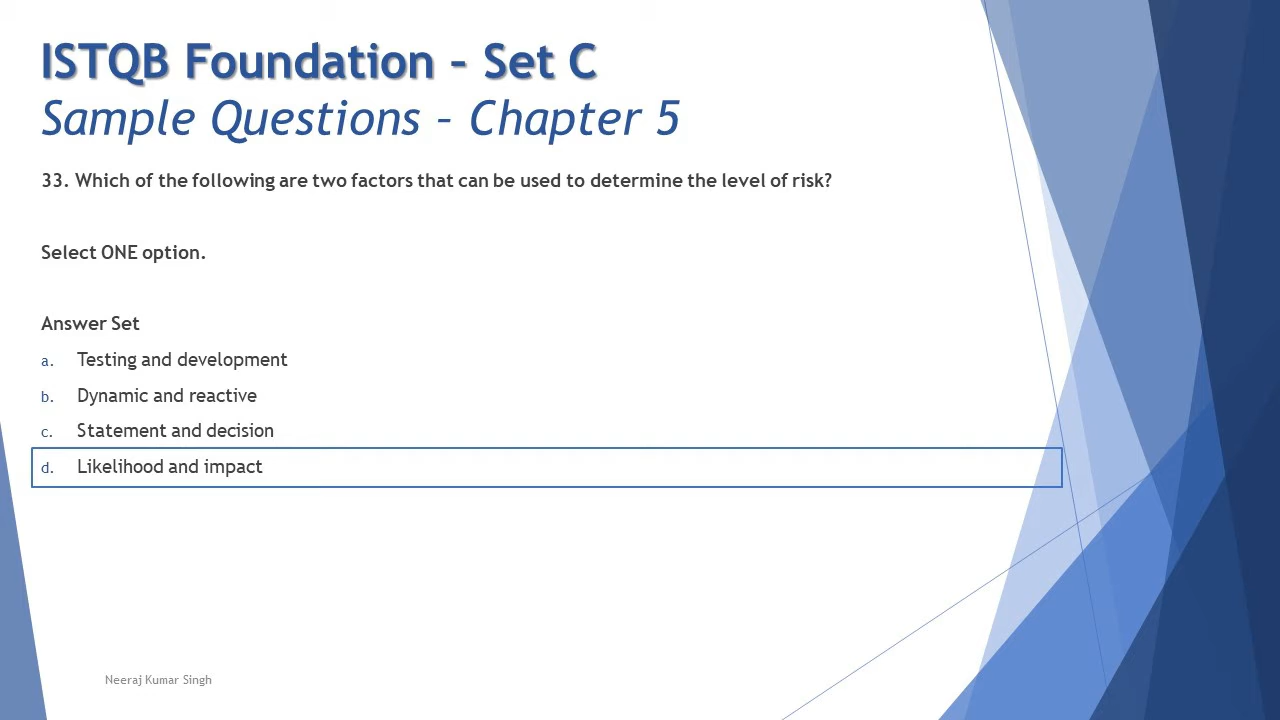 ISTQB Foundation – Set C
Sample Questions – Chapter 5
33. Which of the following are two factors that can be used to determine the level of risk?
Select ONE option.
Answer Set
a. Testing and development
b. Dynamic and reactive
c. Statement and decision
d. Likelihood and impact
Neeraj Kumar Singh